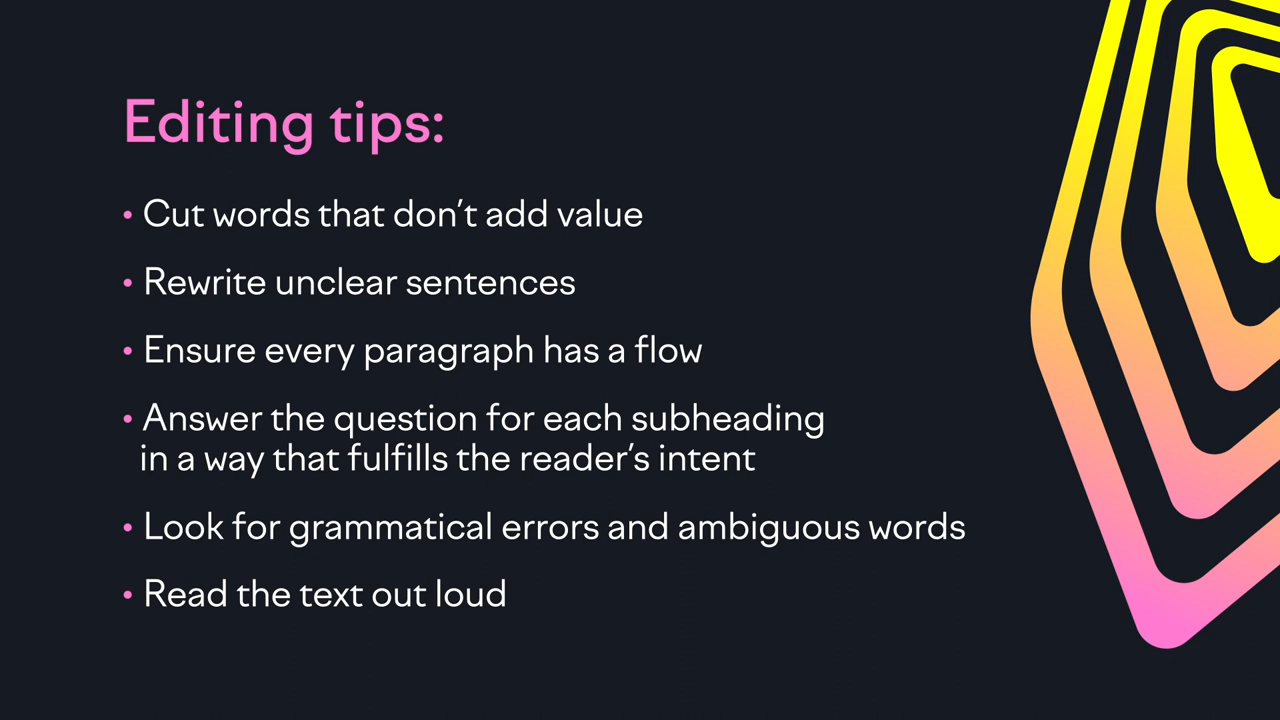 Editing tips:
• Cut words that don't add value
• Rewrite unclear sentences
• Ensure every paragraph has a flow
• Answer the question for each subheading
in a way that fulfills the reader's intent
• Look for grammatical errors and ambiguous words
• Read the text out loud